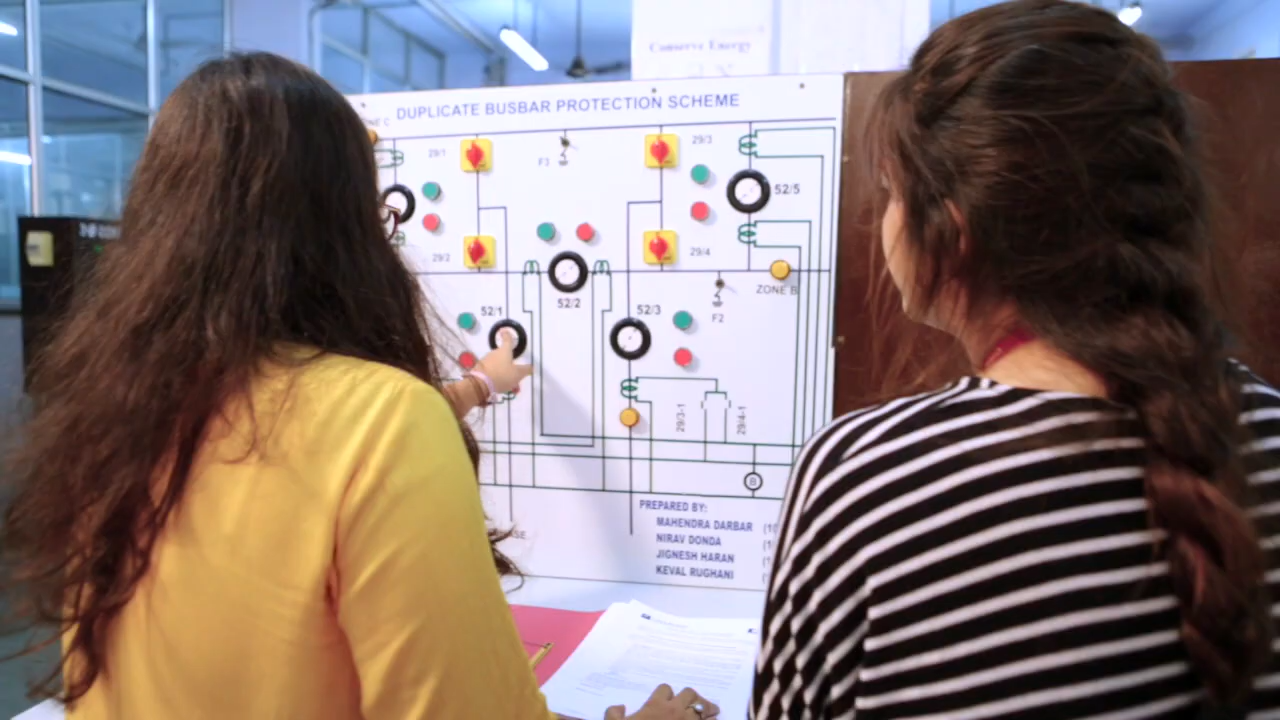 Conserve Energy
DUPLICATE BUSBAR PROTECTION SCHEME
29/1
F3
29/3
52/5
29/2
29/4
52/2
ZONE B
52/1
52/3
F2
29/3-1
29/4-1
B
PREPARED BY:
MAHENDRA DARBAR
NIRAV DONDA
JIGNESH HARAN
KEVAL RUGHANI